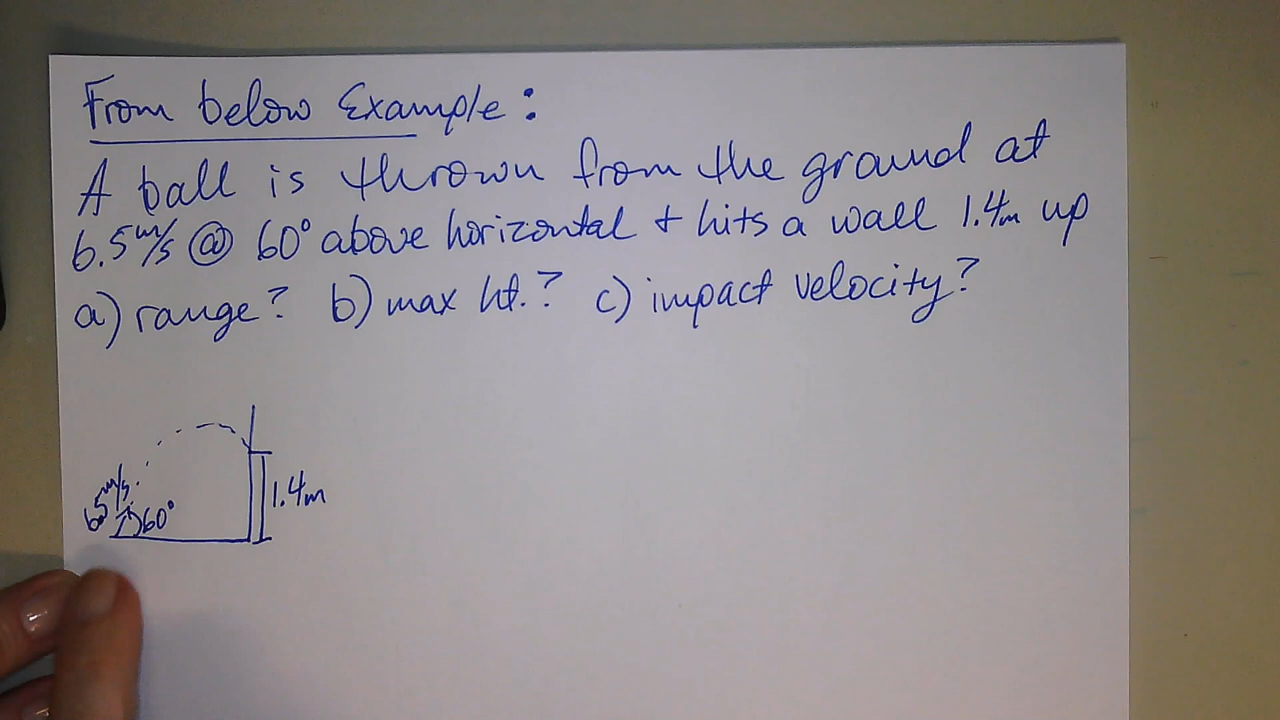 From below Example:
A ball is thrown from the ground at
6.5m/s @ 60° above horizontal + hits a wall 1.4m up
a) range? b) max ht.? c) impact velocity?
6.5m/s
60°
1.4m